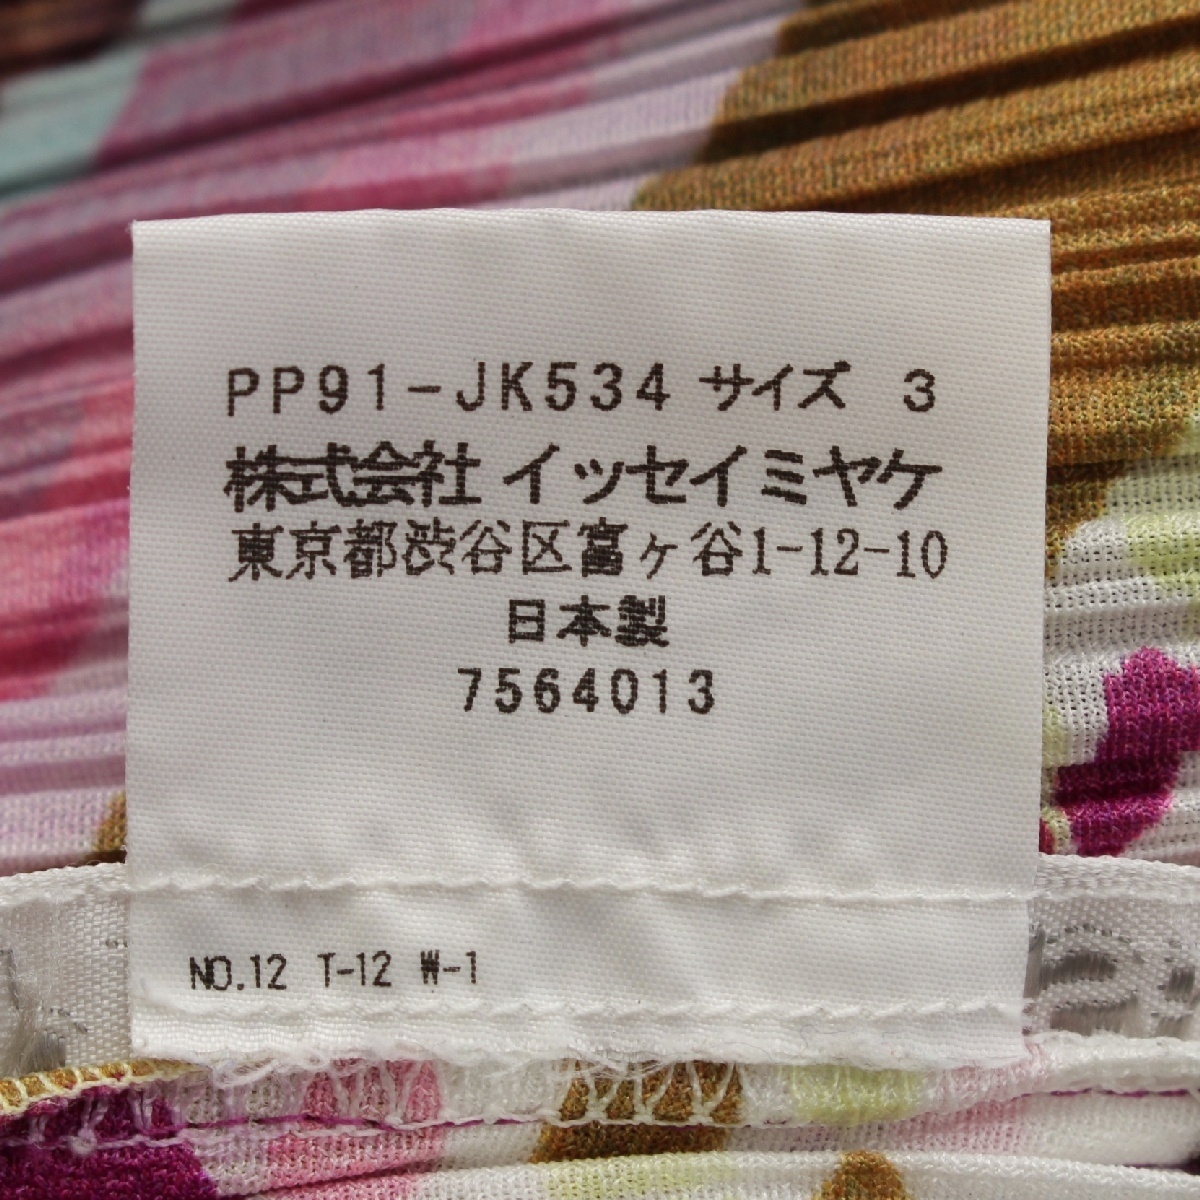 PP91-JK534 サイズ 3
株式会社 イッセイミヤケ
東京都渋谷区富ヶ谷1-12-10
日本製
7564013
NO.12 T-12 W-1